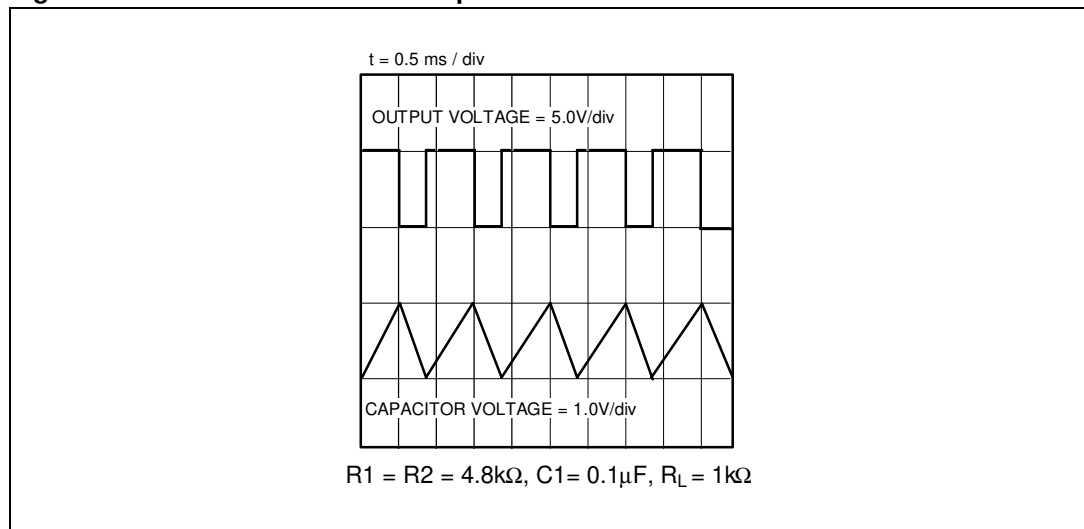 t = 0.5 ms / div
OUTPUT VOLTAGE = 5.0V/div
CAPACITOR VOLTAGE = 1.0V/div
R1 = R2 = 4.8kΩ, C1= 0.1μF, RL = 1kΩ